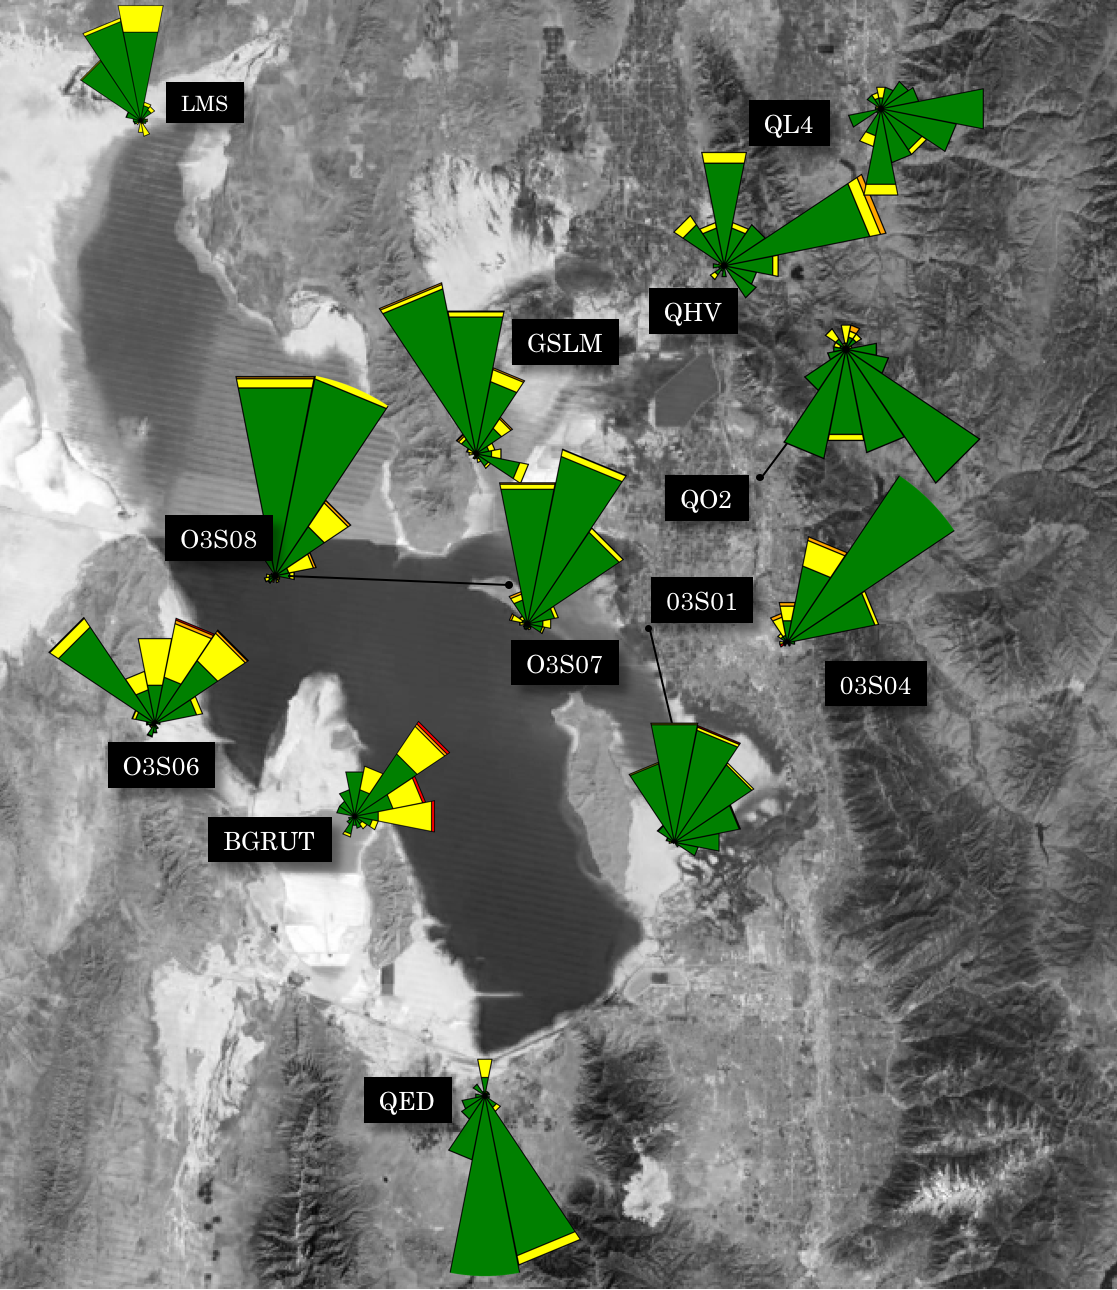 LMS
QL4
QHV
GSLM
QO2
O3S08
03S01
O3S07
03S04
O3S06
BGRUT
QED